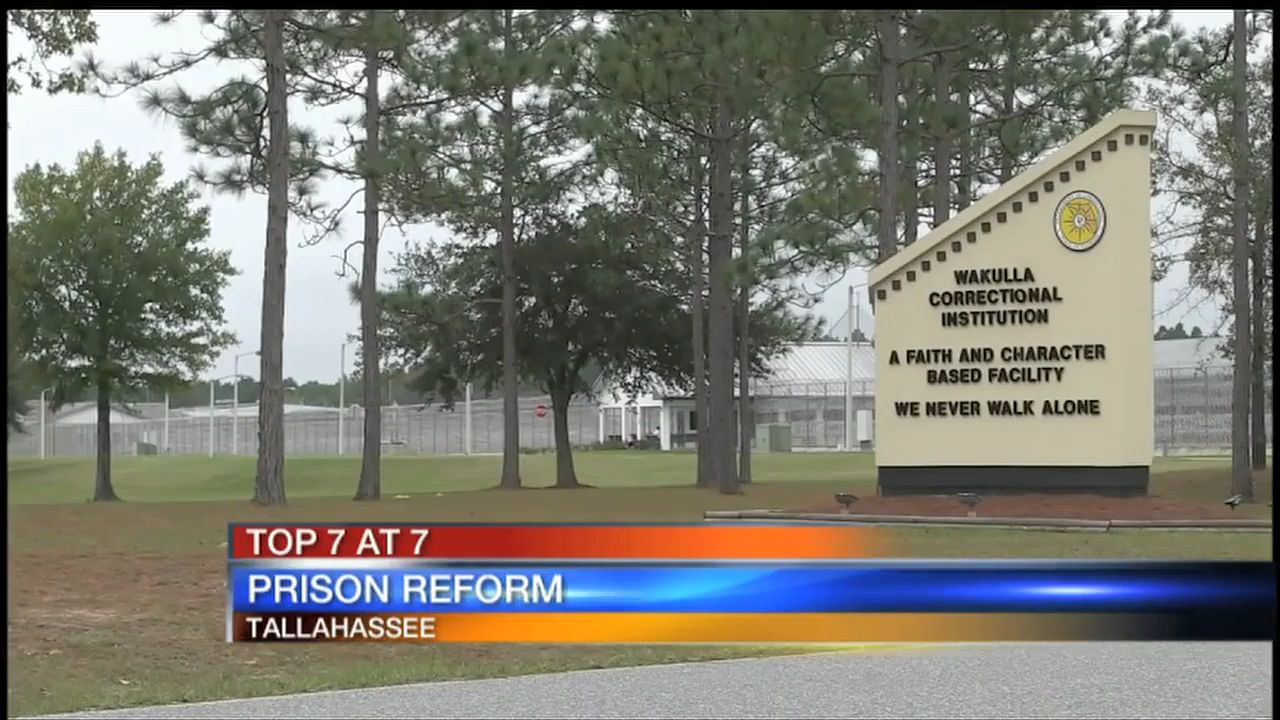 WAKULLA
CORRECTIONAL
INSTITUTION
A FAITH AND CHARACTER
BASED FACILITY
WE NEVER WALK ALONE
TOP 7 AT 7
PRISON REFORM
TALLAHASSEE